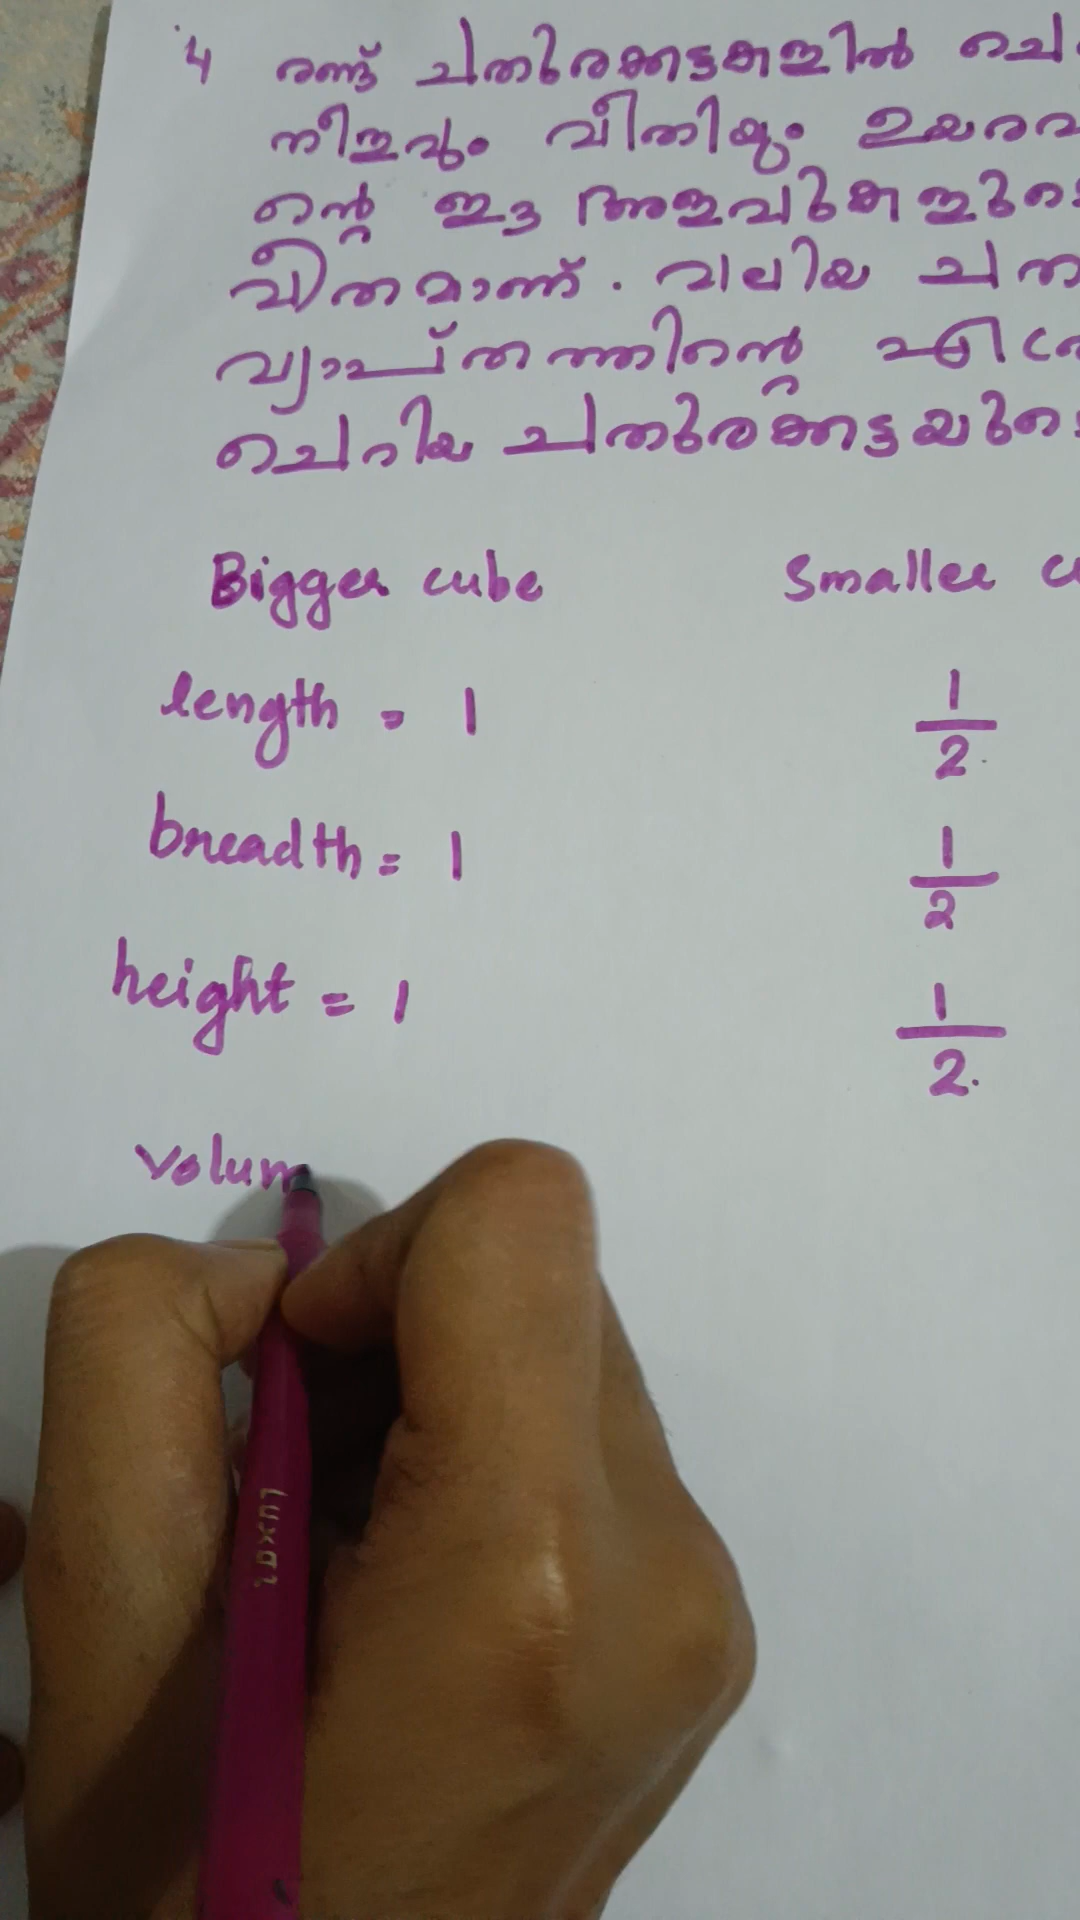 4 രണ്ട് ചതുരക്കട്ടകളിൽ ചെ
നീളവും വീതിയും ഉയരവ
ന്റെ ഈ അളവുകളുടെ
വീതമാണ്. വലിയ ചത
വ്യാപ്തത്തിന്റെ എത്ര
ചെറിയ ചതുരക്കട്ടയുടെ
Bigger cube Smaller c
length = 1 1/2
breadth = 1 1/2
height = 1 1/2
volum
Luxor